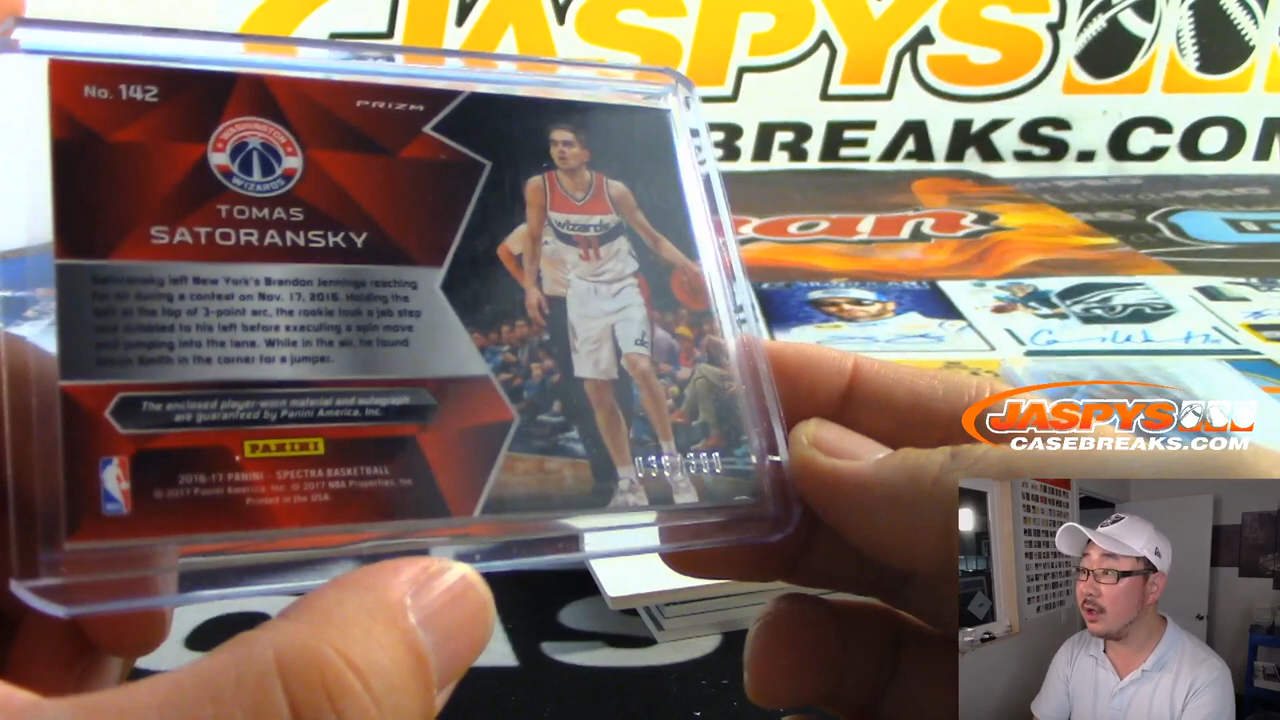 JASPYS
BREAKS.COM
No. 142
PRIZM
WASHINGTON
WIZARDS
TOMAS
SATORANSKY
Satoransky left New York's Brandon Jennings reaching
for air during a contest on Nov. 17, 2016. Holding the
ball at the top of 3-point arc, the rookie took a jab step
and dribbled to his left before executing a spin move
and jumping into the lane. While in the air, he found
Smith in the corner for a jumper.
The enclosed player-worn material and autograph
are guaranteed by Panini America, Inc.
PANINI
2016-17 PANINI - SPECTRA BASKETBALL
© 2017 Panini America, Inc. © 2017 NBA Properties, Inc.
Printed in the USA.
wizards
31
dc
/300
JASPYS
CASEBREAKS.COM